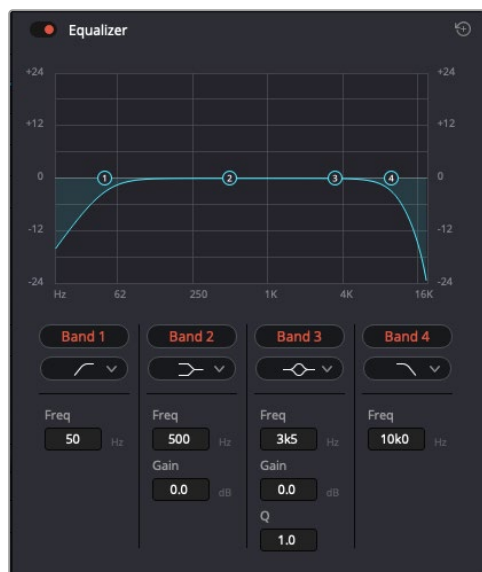 Equalizer
+24 +24
+12 +12
0 1 2 3 4 0
-12 -12
-24 -24
Hz 62 250 1K 4K 16K
Band 1 Band 2 Band 3 Band 4
Freq Freq Freq Freq
50 Hz 500 Hz 3k5 Hz 10k0 Hz
Gain Gain
0.0 dB 0.0 dB
Q
1.0